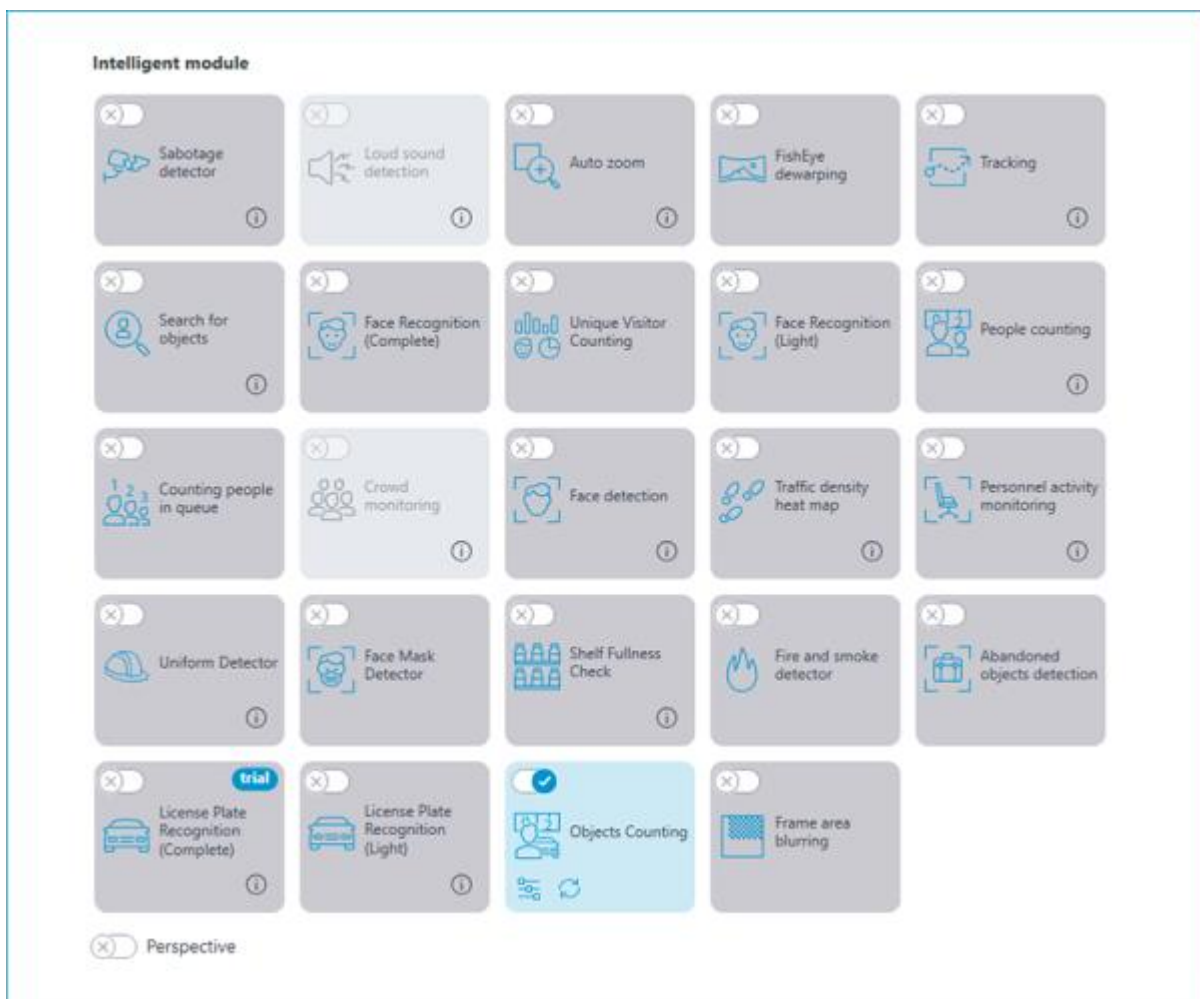 Intelligent module
Sabotage
detector
Loud sound
detection
Auto zoom
FishEye
dewarping
Tracking
Search for
objects
Face Recognition
(Complete)
Unique Visitor
Counting
Face Recognition
(Light)
People counting
Counting people
in queue
Crowd
monitoring
Face detection
Traffic density
heat map
Personnel activity
monitoring
Uniform Detector
Face Mask
Detector
Shelf Fullness
Check
Fire and smoke
detector
Abandoned
objects detection
trial
License Plate
Recognition
(Complete)
License Plate
Recognition
(Light)
Objects Counting
Frame area
blurring
Perspective